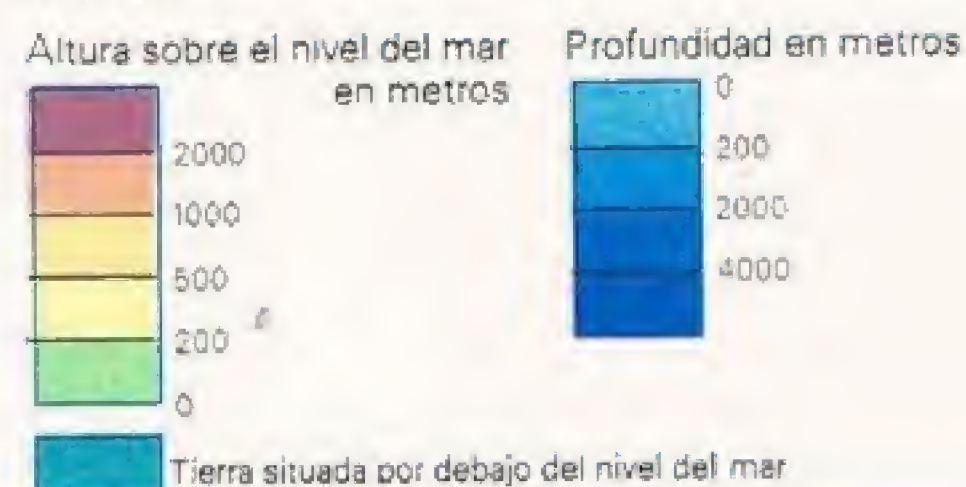 Altura sobre el nivel del mar
en metros
2000
1000
500
200
0
Profundidad en metros
0
200
2000
4000
Tierra situada por debajo del nivel del mar